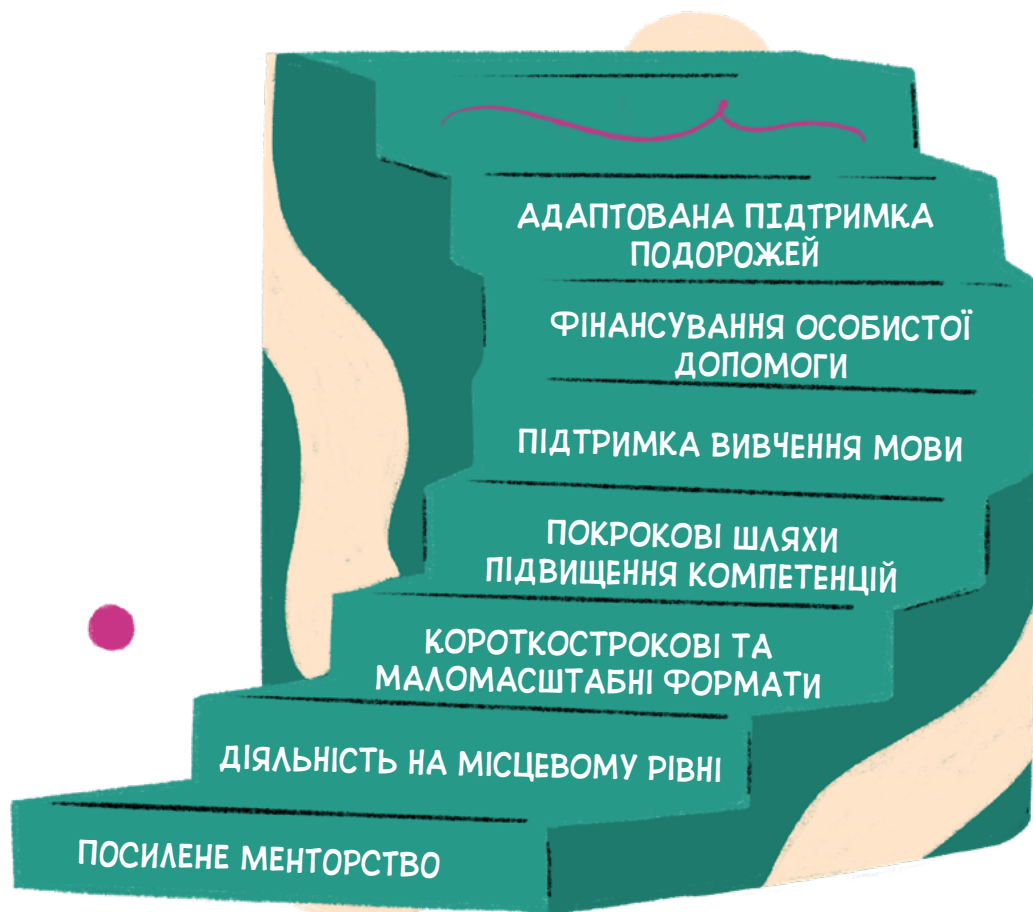 АДАПТОВАНА ПІДТРИМКА
ПОДОРОЖЕЙ
ФІНАНСУВАННЯ ОСОБИСТОЇ
ДОПОМОГИ
ПІДТРИМКА ВИВЧЕННЯ МОВИ
ПОКРОКОВІ ШЛЯХИ
ПІДВИЩЕННЯ КОМПЕТЕНЦІЙ
КОРОТКОСТРОКОВІ ТА
МАЛОМАСШТАБНІ ФОРМАТИ
ДІЯЛЬНІСТЬ НА МІСЦЕВОМУ РІВНІ
ПОСИЛЕНЕ МЕНТОРСТВО